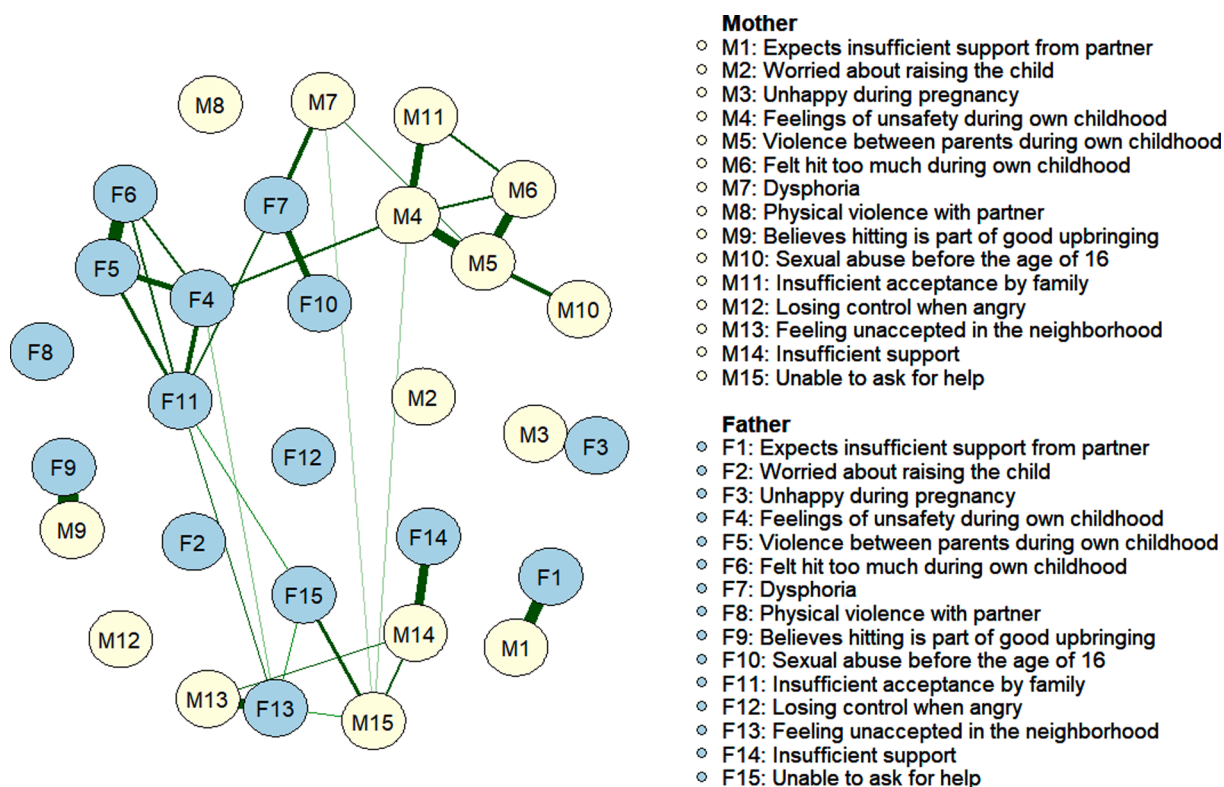 M8
M7
M11
F6
F7
M6
M4
F5
M5
F4
F10
M10
F8
F11
M2
M3
F3
F12
F9
M9
F2
F14
F1
F15
M12
M14
M1
M13
F13
M15
Mother
M1: Expects insufficient support from partner
M2: Worried about raising the child
M3: Unhappy during pregnancy
M4: Feelings of unsafety during own childhood
M5: Violence between parents during own childhood
M6: Felt hit too much during own childhood
M7: Dysphoria
M8: Physical violence with partner
M9: Believes hitting is part of good upbringing
M10: Sexual abuse before the age of 16
M11: Insufficient acceptance by family
M12: Losing control when angry
M13: Feeling unaccepted in the neighborhood
M14: Insufficient support
M15: Unable to ask for help
Father
F1: Expects insufficient support from partner
F2: Worried about raising the child
F3: Unhappy during pregnancy
F4: Feelings of unsafety during own childhood
F5: Violence between parents during own childhood
F6: Felt hit too much during own childhood
F7: Dysphoria
F8: Physical violence with partner
F9: Believes hitting is part of good upbringing
F10: Sexual abuse before the age of 16
F11: Insufficient acceptance by family
F12: Losing control when angry
F13: Feeling unaccepted in the neighborhood
F14: Insufficient support
F15: Unable to ask for help